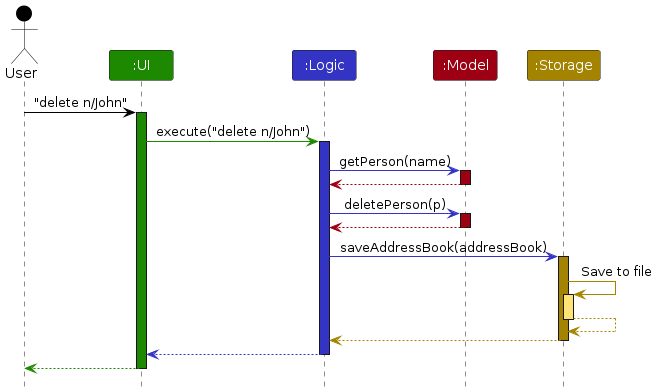 User
:UI
:Logic
:Model
:Storage
"delete n/John"
execute("delete n/John")
getPerson(name)
deletePerson(p)
saveAddressBook(addressBook)
Save to file